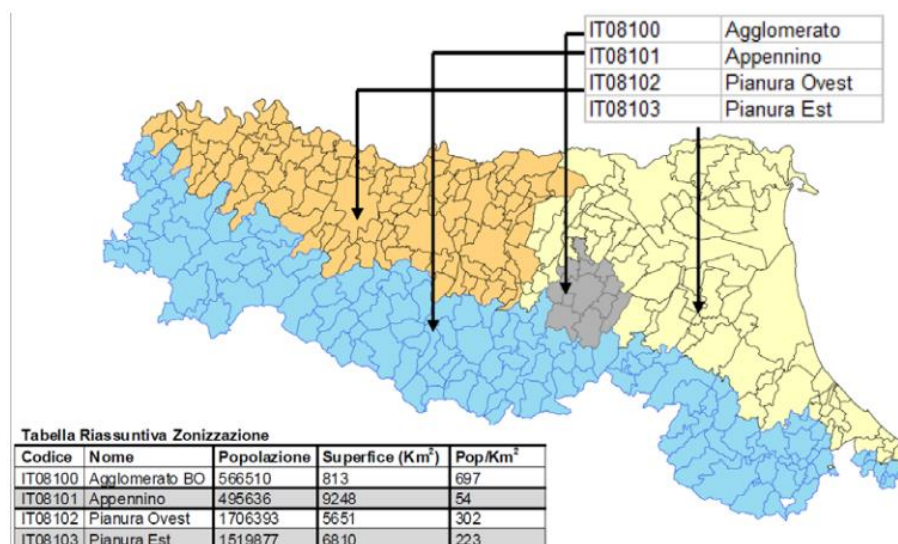 IT08100 Agglomerato
IT08101 Appennino
IT08102 Pianura Ovest
IT08103 Pianura Est
Tabella Riassuntiva Zonizzazione
Codice Nome Popolazione Superfice (Km²) Pop/Km²
IT08100 Agglomerato BO 566510 813 697
IT08101 Appennino 495636 9248 54
IT08102 Pianura Ovest 1706393 5651 302
IT08103 Pianura Est 1519877 6810 223